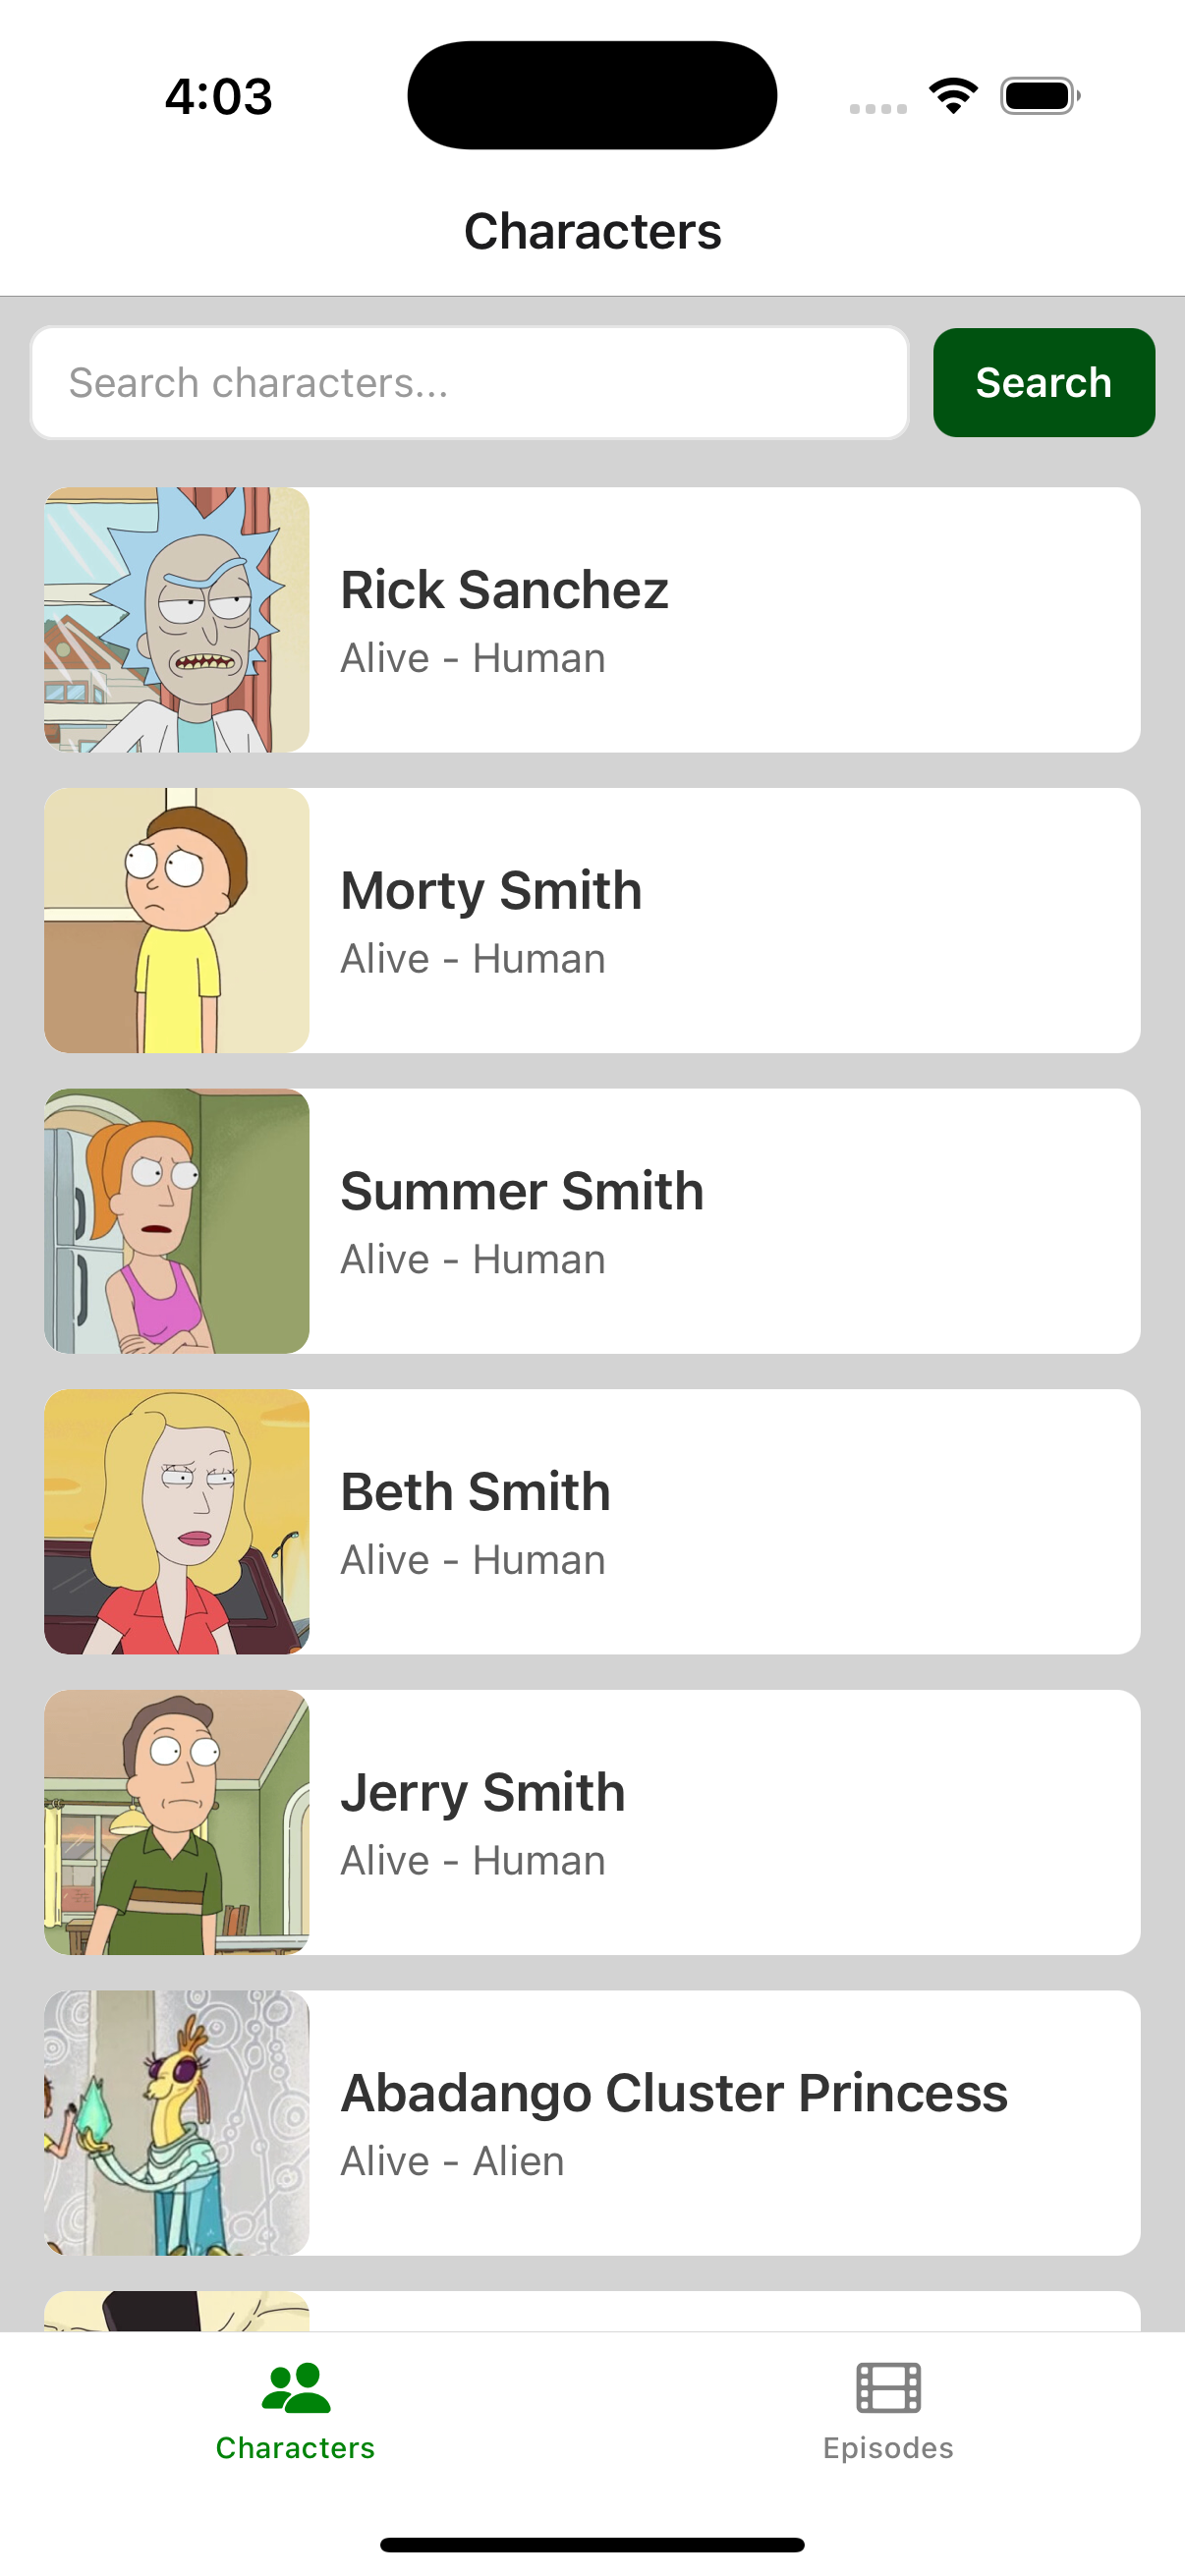 4:03
Characters
Search characters...
Search
Rick Sanchez
Alive - Human
Morty Smith
Alive - Human
Summer Smith
Alive - Human
Beth Smith
Alive - Human
Jerry Smith
Alive - Human
Abadango Cluster Princess
Alive - Alien
Characters
Episodes